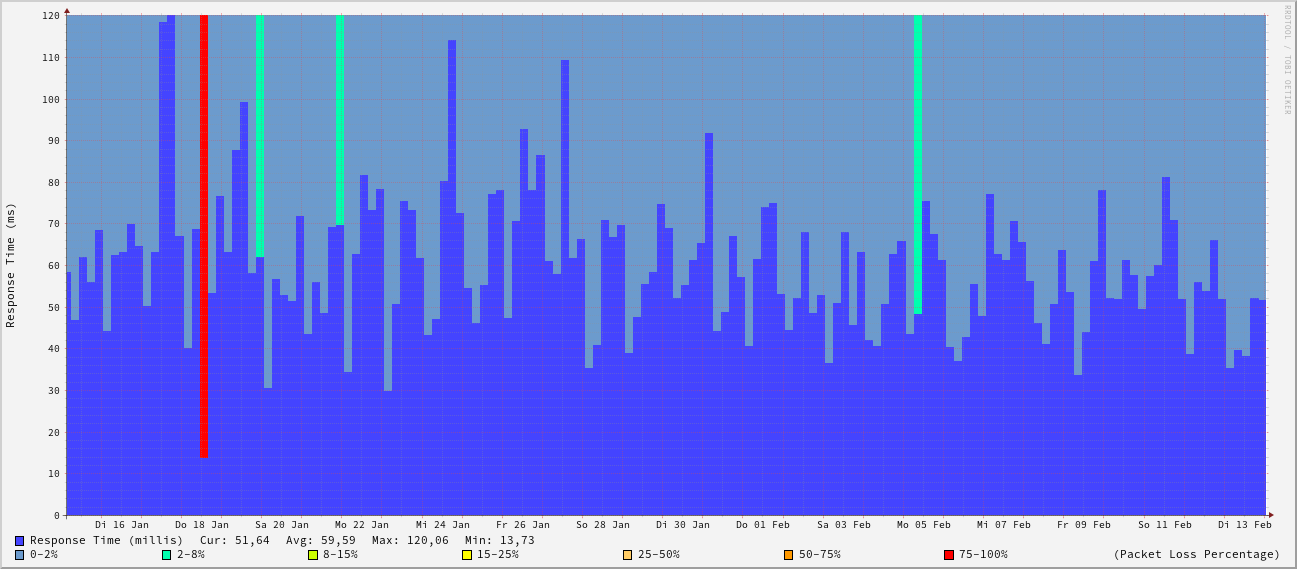 RRDTOOL / TOBI OETIKER
Response Time (ms)
120
110
100
90
80
70
60
50
40
30
20
10
0
Di 16 Jan Do 18 Jan Sa 20 Jan Mo 22 Jan Mi 24 Jan Fr 26 Jan So 28 Jan Di 30 Jan Do 01 Feb Sa 03 Feb Mo 05 Feb Mi 07 Feb Fr 09 Feb So 11 Feb Di 13 Feb
Response Time (millis) Cur: 51,64 Avg: 59,59 Max: 120,06 Min: 13,73
0-2% 2-8% 8-15% 15-25% 25-50% 50-75% 75-100% (Packet Loss Percentage)